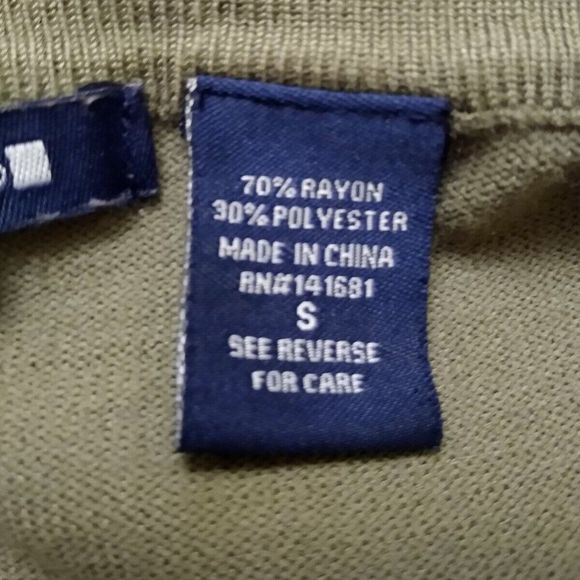 70% RAYON
30% POLYESTER
MADE IN CHINA
RN#141681
S
SEE REVERSE
FOR CARE